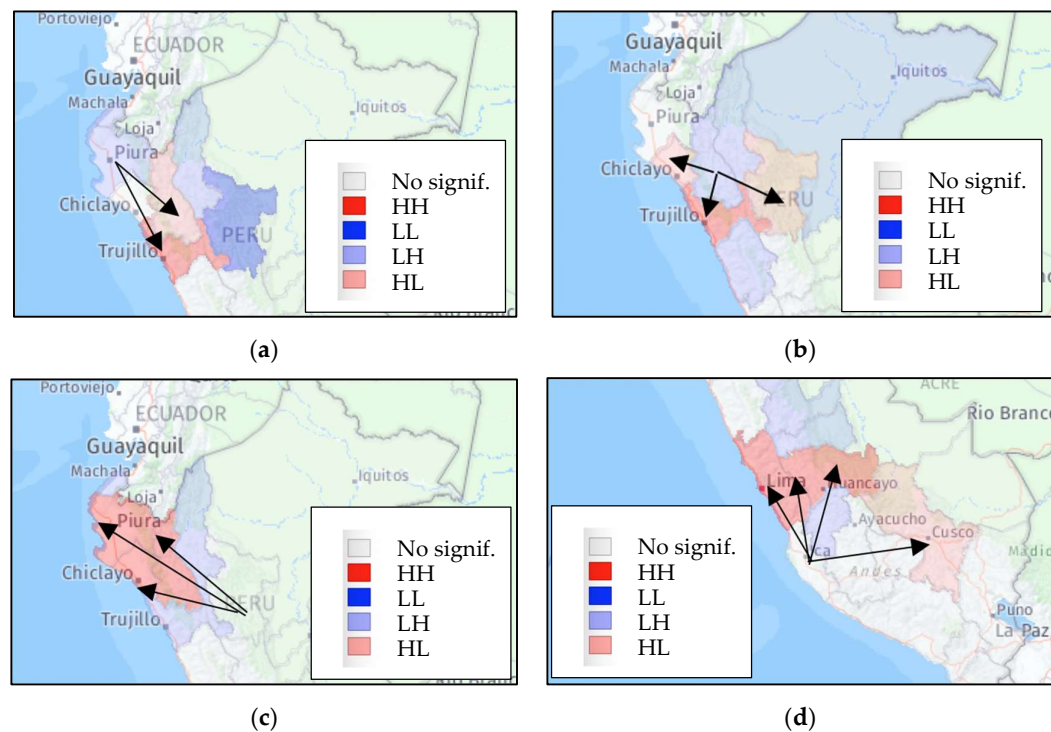 Portoviejo
ECUADOR
Guayaquil
Machala
Loja
Iquitos
Piura
Chiclayo
PERU
Trujillo
No signif.
HH
LL
LH
HL
(a)
ECUADOR
Guayaquil
Machala
Loja
Iquitos
Piura
Chiclayo
PERU
Trujillo
No signif.
HH
LL
LH
HL
(b)
Portoviejo
ECUADOR
Guayaquil
Machala
Loja
Iquitos
Piura
Chiclayo
PERU
Trujillo
No signif.
HH
LL
LH
HL
(c)
ACRE
Rio Branco
Lima
Huancayo
Ayacucho
Cusco
Andes
Puno
La Paz
No signif.
HH
LL
LH
HL
(d)